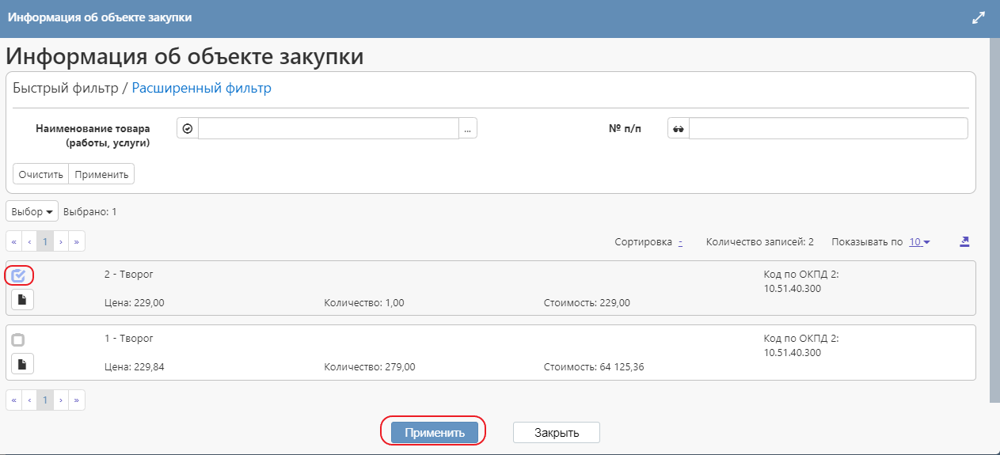 Информация об объекте закупки
Информация об объекте закупки
Быстрый фильтр / Расширенный фильтр
Наименование товара
(работы, услуги)
...
№ п/п
Очистить Применить
Выбор Выбрано: 1
« ‹ 1 › » Сортировка - Количество записей: 2 Показывать по 10
2 - Творог Код по ОКПД 2:
10.51.40.300
Цена: 229,00 Количество: 1,00 Стоимость: 229,00
1 - Творог Код по ОКПД 2:
10.51.40.300
Цена: 229,84 Количество: 279,00 Стоимость: 64 125,36
« ‹ 1 › »
Применить Закрыть